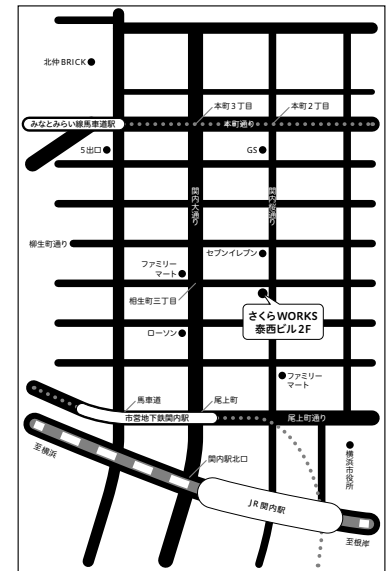 北仲BRICK
本町3丁目
本町2丁目
みなとみらい線馬車道駅
本町通り
5出口
GS
関内大通り
関内桜通り
柳生町通り
セブンイレブン
ファミリー
マート
相生町三丁目
さくらWORKS
泰西ビル2F
ローソン
ファミリー
マート
馬車道
尾上町
市営地下鉄関内駅
尾上町通り
関内駅北口
横浜市役所
至横浜
JR関内駅
至根岸